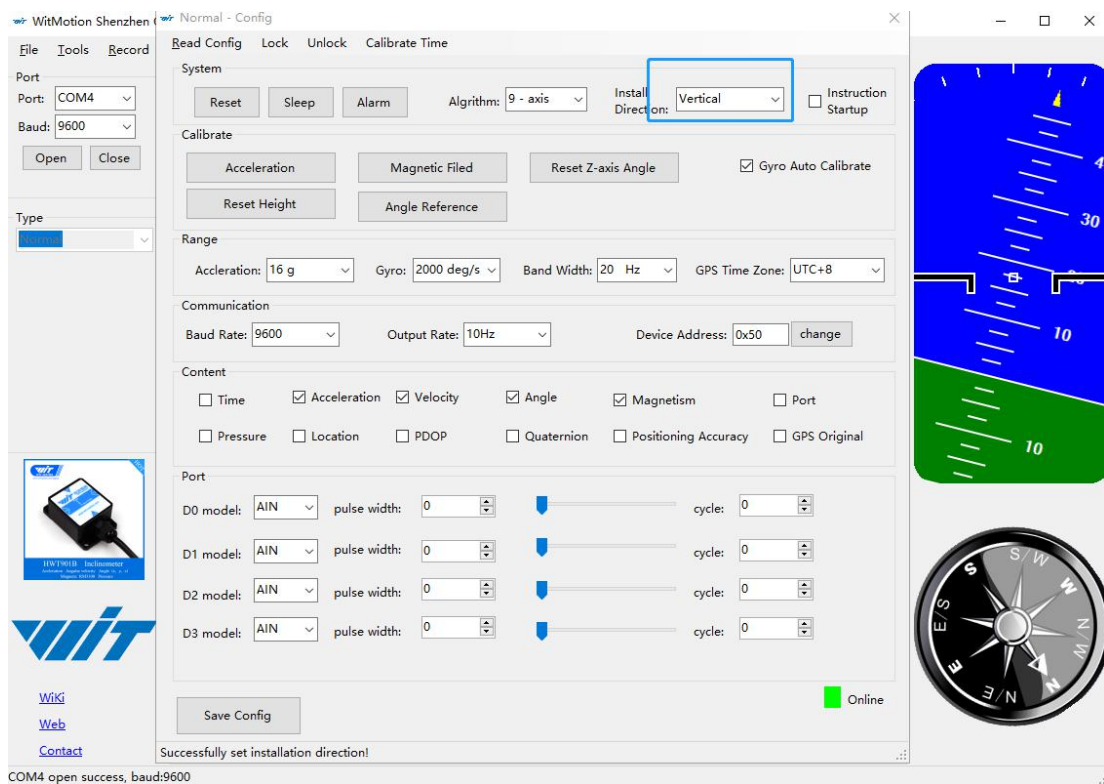 WitMotion Shenzhen
Normal - Config
File Tools Record
Read Config Lock Unlock Calibrate Time
Port
Port: COM4
Baud: 9600
Open Close
Type
Normal
System
Reset Sleep Alarm Algorithm: 9 - axis Install Direction: Vertical Instruction Startup
Calibrate
Acceleration Magnetic Filed Reset Z-axis Angle Gyro Auto Calibrate
Reset Height Angle Reference
Range
Accleration: 16 g Gyro: 2000 deg/s Band Width: 20 Hz GPS Time Zone: UTC+8
Communication
Baud Rate: 9600 Output Rate: 10Hz Device Address: 0x50 change
Content
Time Acceleration Velocity Angle Magnetism Port
Pressure Location PDOP Quaternion Positioning Accuracy GPS Original
Port
D0 model: AIN pulse width: 0 cycle: 0
D1 model: AIN pulse width: 0 cycle: 0
D2 model: AIN pulse width: 0 cycle: 0
D3 model: AIN pulse width: 0 cycle: 0
Save Config
Online
Successfully set installation direction!
HWT901B Inclinometer
WiT
WiKi
Web
Contact
COM4 open success, baud:9600
30
10
10
S
S/W
W
N/W
N
E/N
E
E/S